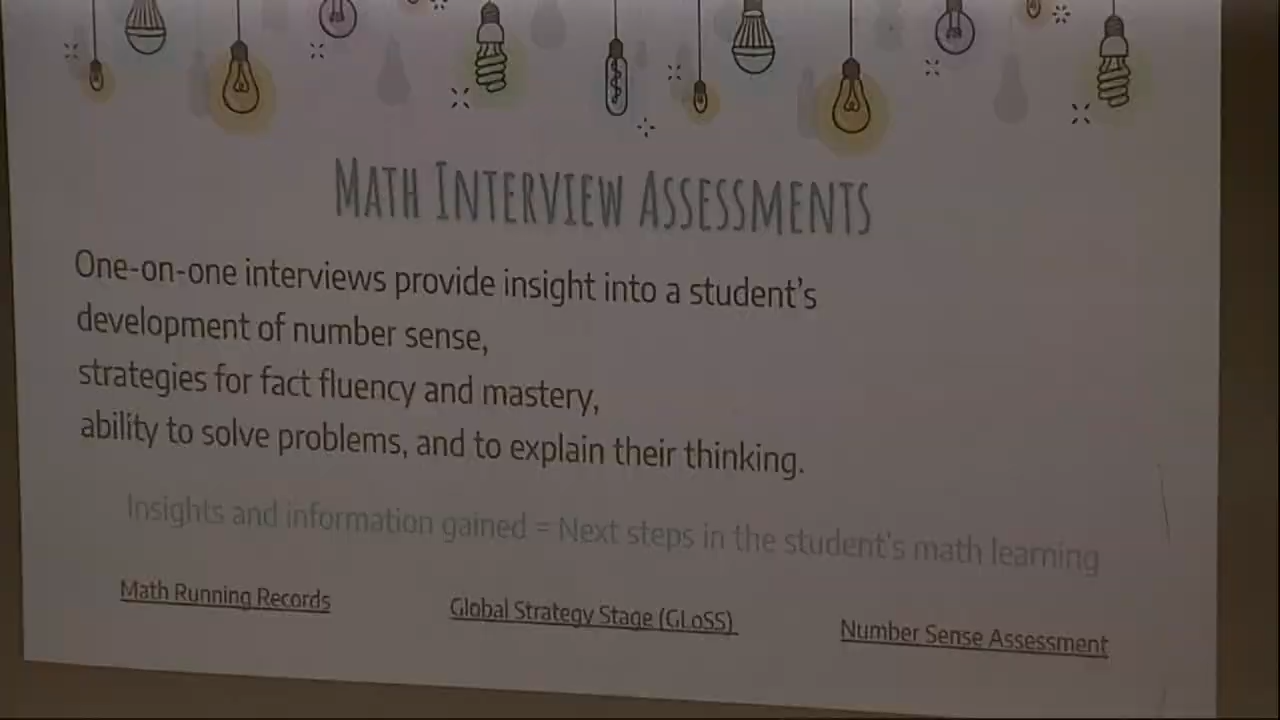 Math Interview Assessments
One-on-one interviews provide insight into a student's
development of number sense,
strategies for fact fluency and mastery,
ability to solve problems, and to explain their thinking.
Insights and information gained = Next steps in the student's math learning
Math Running Records
Global Strategy Stage (GLoSS)
Number Sense Assessment